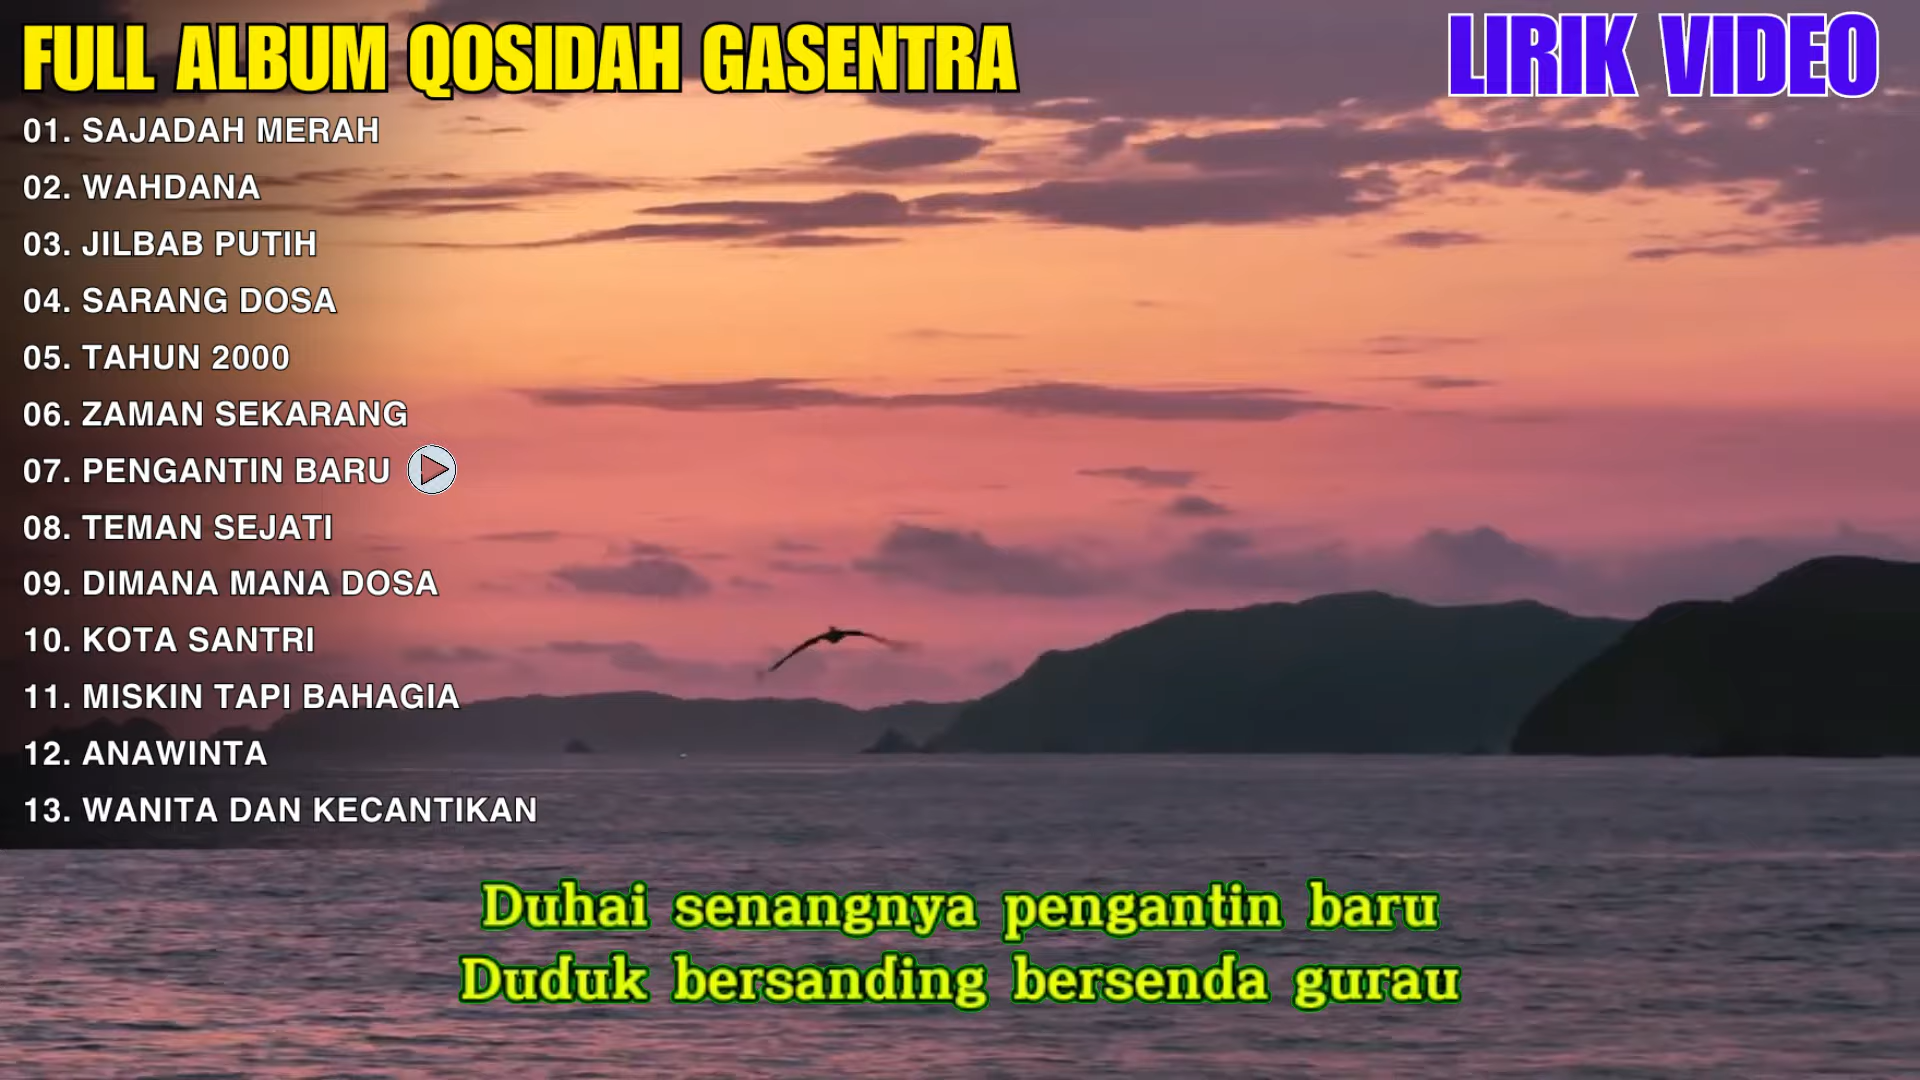 FULL ALBUM QOSIDAH GASENTRA
LIRIK VIDEO
01. SAJADAH MERAH
02. WAHDANA
03. JILBAB PUTIH
04. SARANG DOSA
05. TAHUN 2000
06. ZAMAN SEKARANG
07. PENGANTIN BARU
08. TEMAN SEJATI
09. DIMANA MANA DOSA
10. KOTA SANTRI
11. MISKIN TAPI BAHAGIA
12. ANAWINTA
13. WANITA DAN KECANTIKAN
Duhai senangnya pengantin baru
Duduk bersanding bersenda gurau